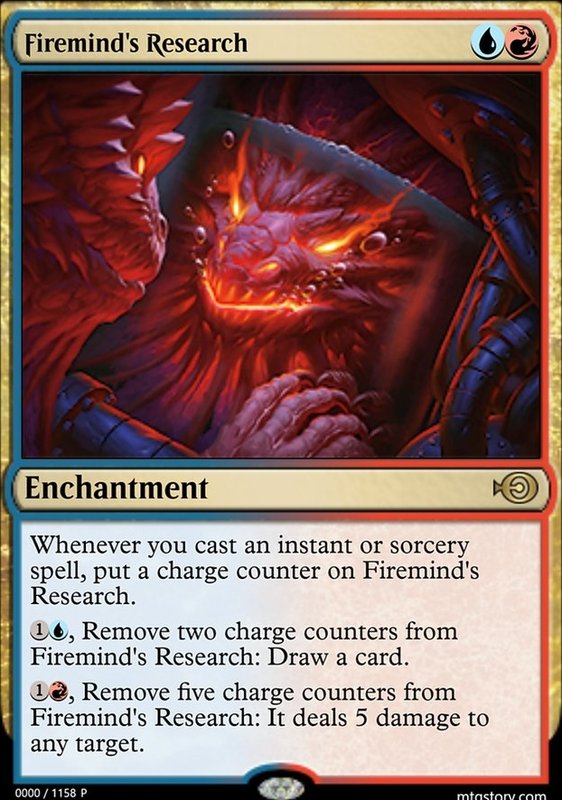 Firemind's Research
Enchantment
Whenever you cast an instant or sorcery
spell, put a charge counter on Firemind's
Research.
1, Remove two charge counters from
Firemind's Research: Draw a card.
1, Remove five charge counters from
Firemind's Research: It deals 5 damage to
any target.
0000 / 1158 P
mtgstory.com